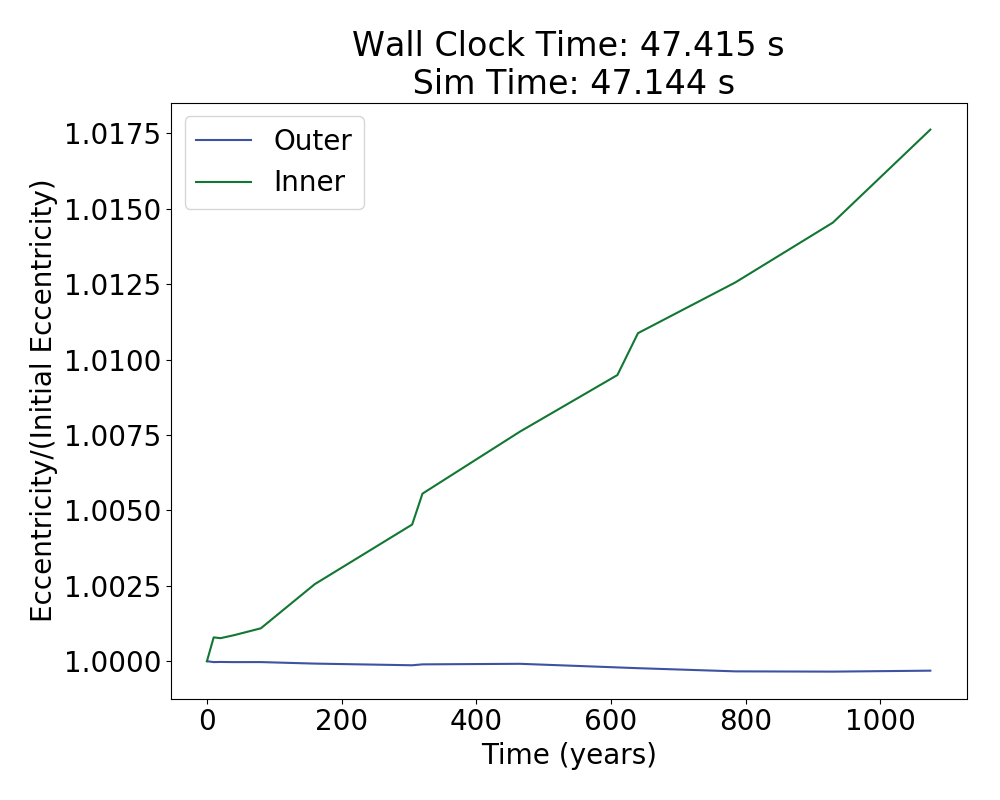 Wall Clock Time: 47.415 s
Sim Time: 47.144 s
Outer
Inner
Eccentricity/(Initial Eccentricity)
1.0175
1.0150
1.0125
1.0100
1.0075
1.0050
1.0025
1.0000
0 200 400 600 800 1000
Time (years)